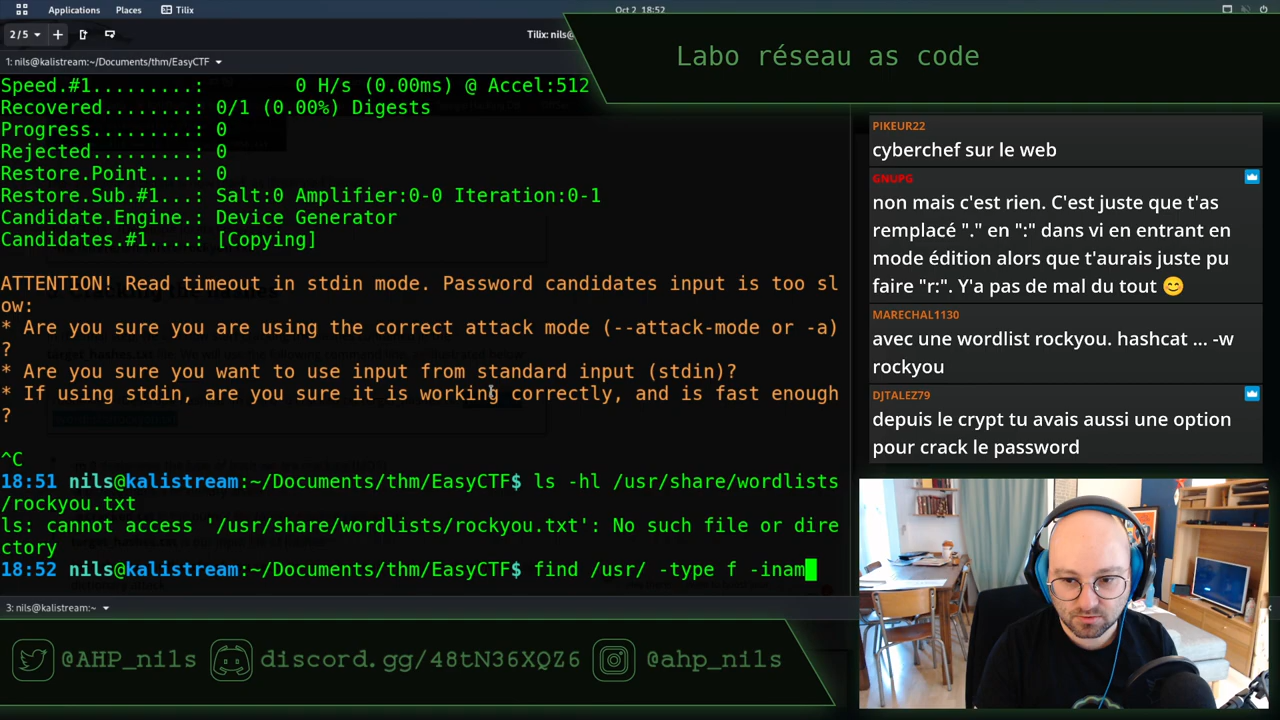 Applications Places Tilix
Oct 2 18:52
2/5
Tilix: nils@
1: nils@kalistream:~/Documents/thm/EasyCTF
Labo réseau as code
Speed.#1.........: 0 H/s (0.00ms) @ Accel:512
Recovered........: 0/1 (0.00%) Digests
Progress.........: 0
Rejected.........: 0
Restore.Point....: 0
Restore.Sub.#1...: Salt:0 Amplifier:0-0 Iteration:0-1
Candidate.Engine.: Device Generator
Candidates.#1....: [Copying]
ATTENTION! Read timeout in stdin mode. Password candidates input is too sl
ow:
* Are you sure you are using the correct attack mode (--attack-mode or -a)
?
* Are you sure you want to use input from standard input (stdin)?
* If using stdin, are you sure it is working correctly, and is fast enough
?
^C
18:51 nils@kalistream:~/Documents/thm/EasyCTF$ ls -hl /usr/share/wordlists
/rockyou.txt
ls: cannot access '/usr/share/wordlists/rockyou.txt': No such file or dire
ctory
18:52 nils@kalistream:~/Documents/thm/EasyCTF$ find /usr/ -type f -inam
3: nils@kalistream:~
PIKEUR22
cyberchef sur le web
GNUPG
non mais c'est rien. C'est juste que t'as
remplacé "." en ":" dans vi en entrant en
mode édition alors que t'aurais juste pu
faire "r:". Y'a pas de mal du tout 😊
MARECHAL1130
avec une wordlist rockyou. hashcat ... -w
rockyou
DJTALEZ79
depuis le crypt tu avais aussi une option
pour crack le password
@AHP_nils discord.gg/48tN36XQZ6 @ahp_nils